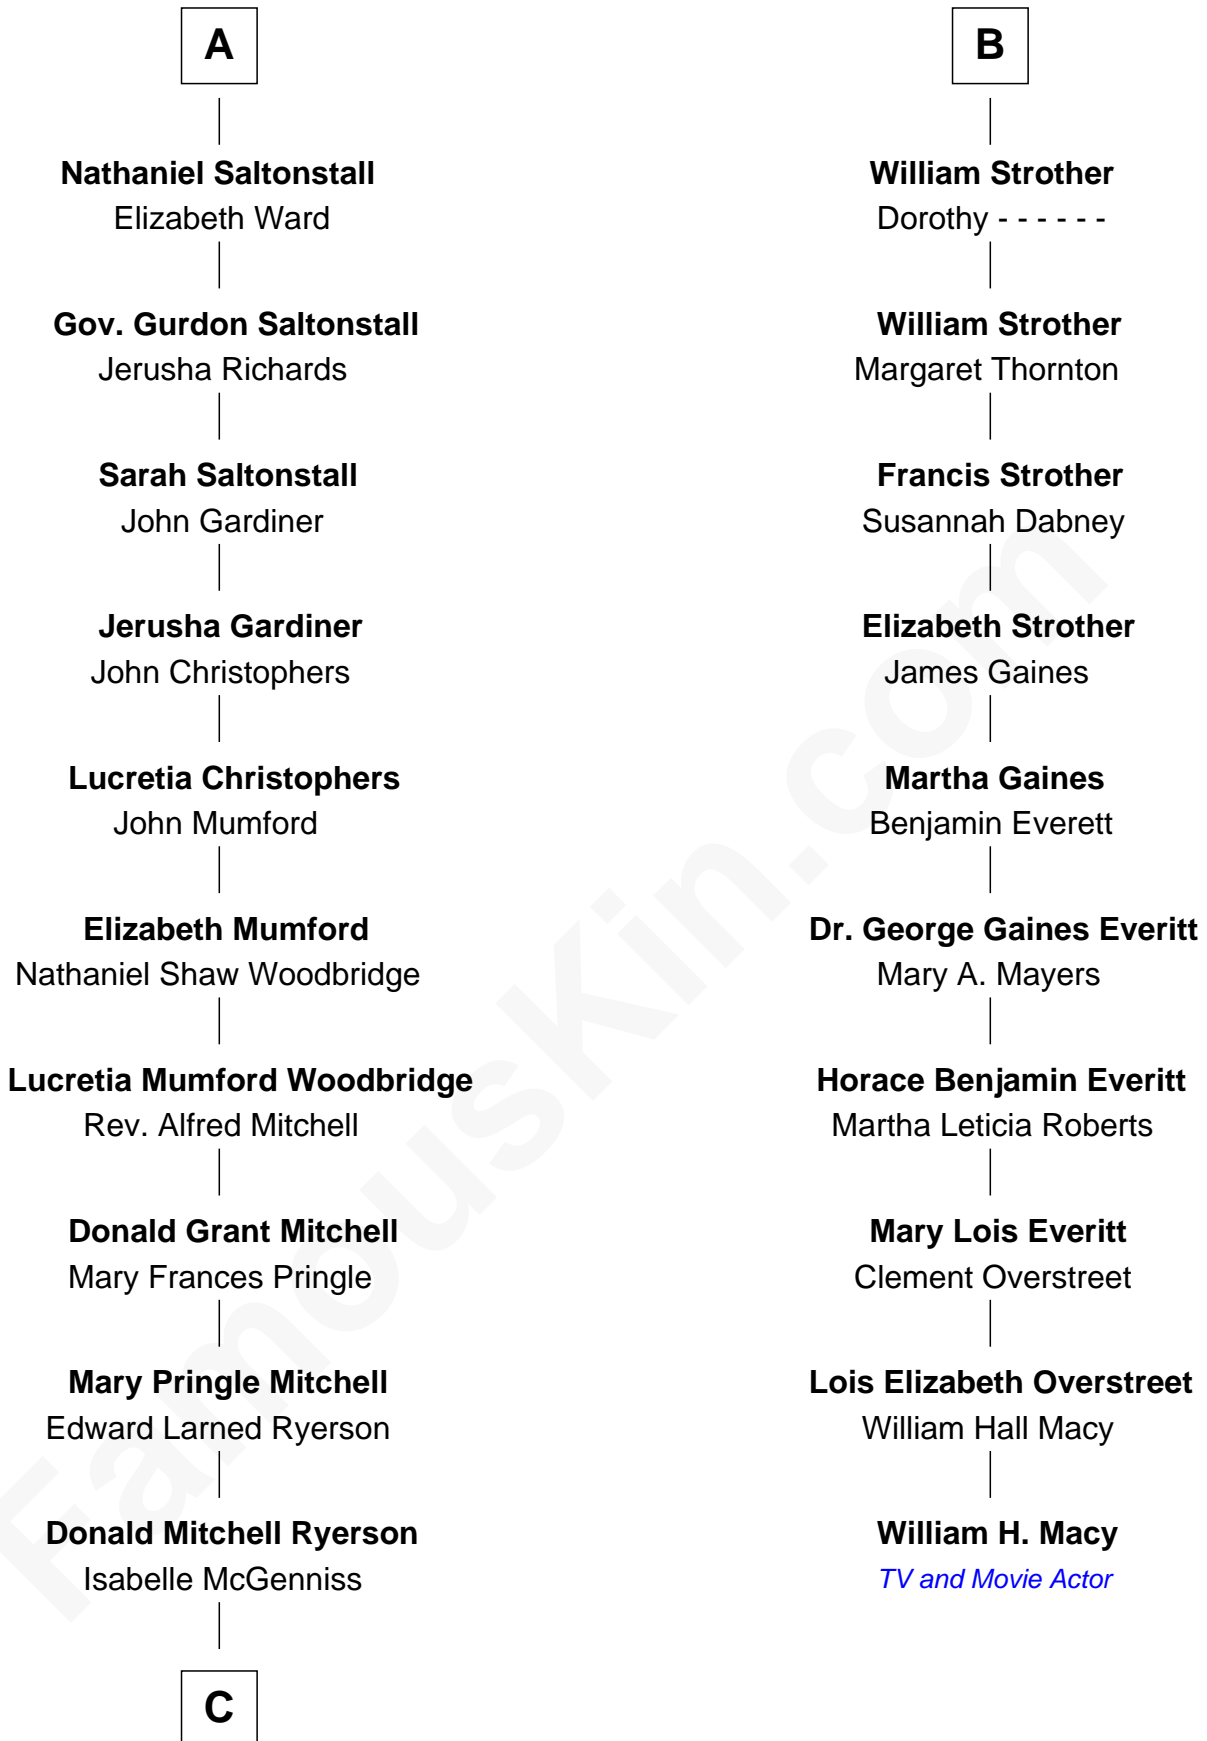 A
Nathaniel Saltonstall
Elizabeth Ward
Gov. Gurdon Saltonstall
Jerusha Richards
Sarah Saltonstall
John Gardiner
Jerusha Gardiner
John Christophers
Lucretia Christophers
John Mumford
Elizabeth Mumford
Nathaniel Shaw Woodbridge
Lucretia Mumford Woodbridge
Rev. Alfred Mitchell
Donald Grant Mitchell
Mary Frances Pringle
Mary Pringle Mitchell
Edward Larned Ryerson
Donald Mitchell Ryerson
Isabelle McGenniss
C
B
William Strother
Dorothy - - - - - -
William Strother
Margaret Thornton
Francis Strother
Susannah Dabney
Elizabeth Strother
James Gaines
Martha Gaines
Benjamin Everett
Dr. George Gaines Everitt
Mary A. Mayers
Horace Benjamin Everitt
Martha Leticia Roberts
Mary Lois Everitt
Clement Overstreet
Lois Elizabeth Overstreet
William Hall Macy
William H. Macy
TV and Movie Actor
FamousKin.com